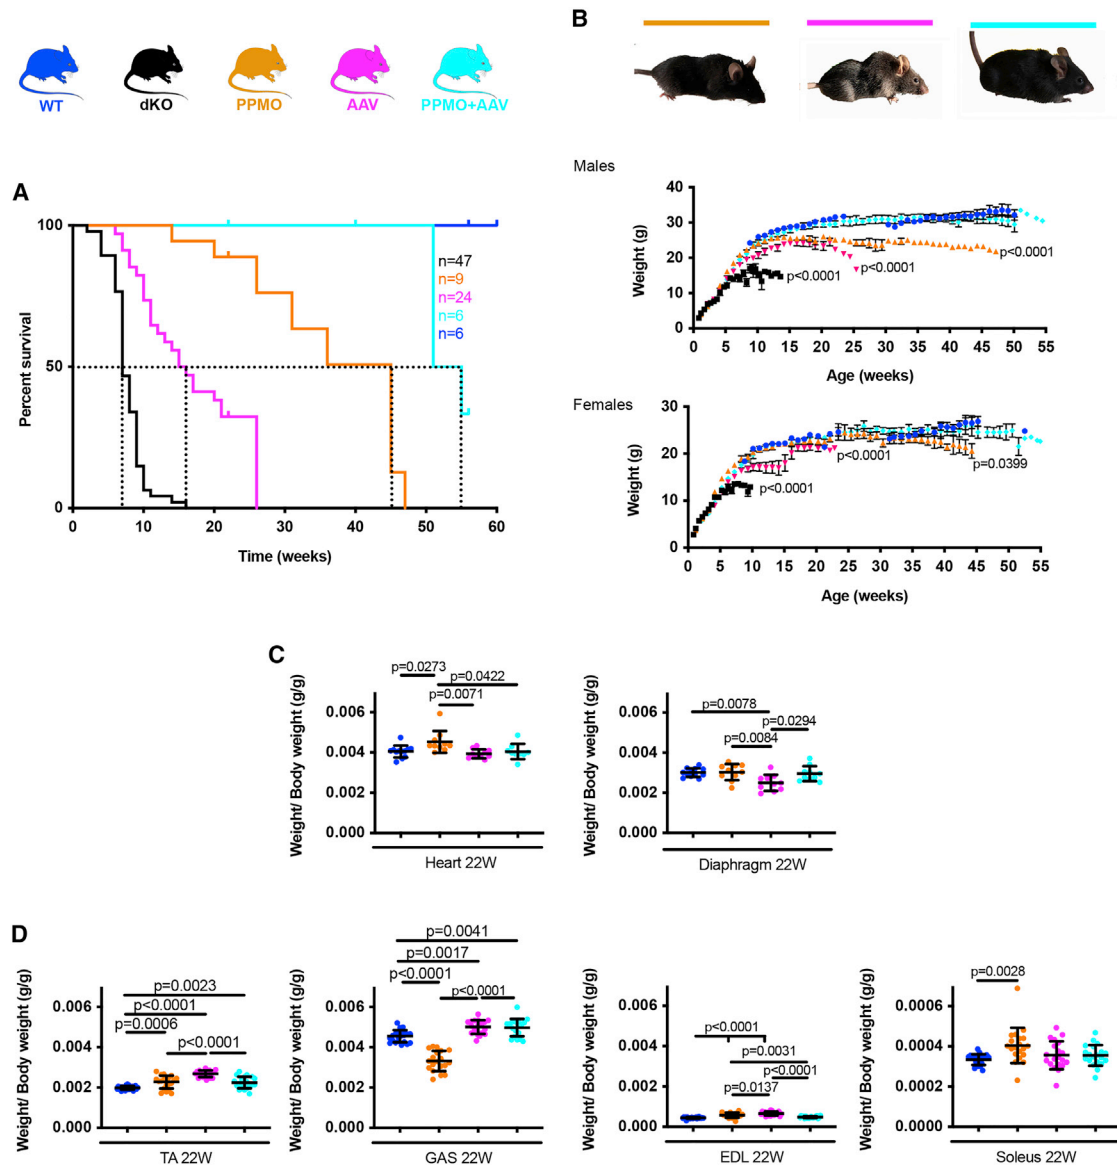 B
WT
dKO
PPMO
AAV
PPMO+AAV
A
Percent survival
100
50
0
0
10
20
30
40
50
60
Time (weeks)
n=47
n=9
n=24
n=6
n=6
Males
Weight (g)
40
30
20
10
0
p<0.0001
p<0.0001
p<0.0001
0
5
10
15
20
25
30
35
40
45
50
55
Age (weeks)
Females
Weight (g)
30
20
10
0
p<0.0001
p=0.0399
p<0.0001
0
5
10
15
20
25
30
35
40
45
50
55
Age (weeks)
C
Weight/ Body weight (g/g)
0.006
0.004
0.002
0.000
p=0.0273
p=0.0422
p=0.0071
Heart 22W
Weight/ Body weight (g/g)
0.006
0.004
0.002
0.000
p=0.0078
p=0.0294
p=0.0084
Diaphragm 22W
D
Weight/ Body weight (g/g)
0.006
0.004
0.002
0.000
p=0.0023
p<0.0001
p=0.0006
p<0.0001
TA 22W
Weight/ Body weight (g/g)
0.006
0.004
0.002
0.000
p=0.0041
p=0.0017
p<0.0001
p<0.0001
GAS 22W
Weight/ Body weight (g/g)
0.006
0.004
0.002
0.000
p<0.0001
p=0.0031
p<0.0001
p=0.0137
EDL 22W
Weight/ Body weight (g/g)
0.0006
0.0004
0.0002
0.0000
p=0.0028
Soleus 22W